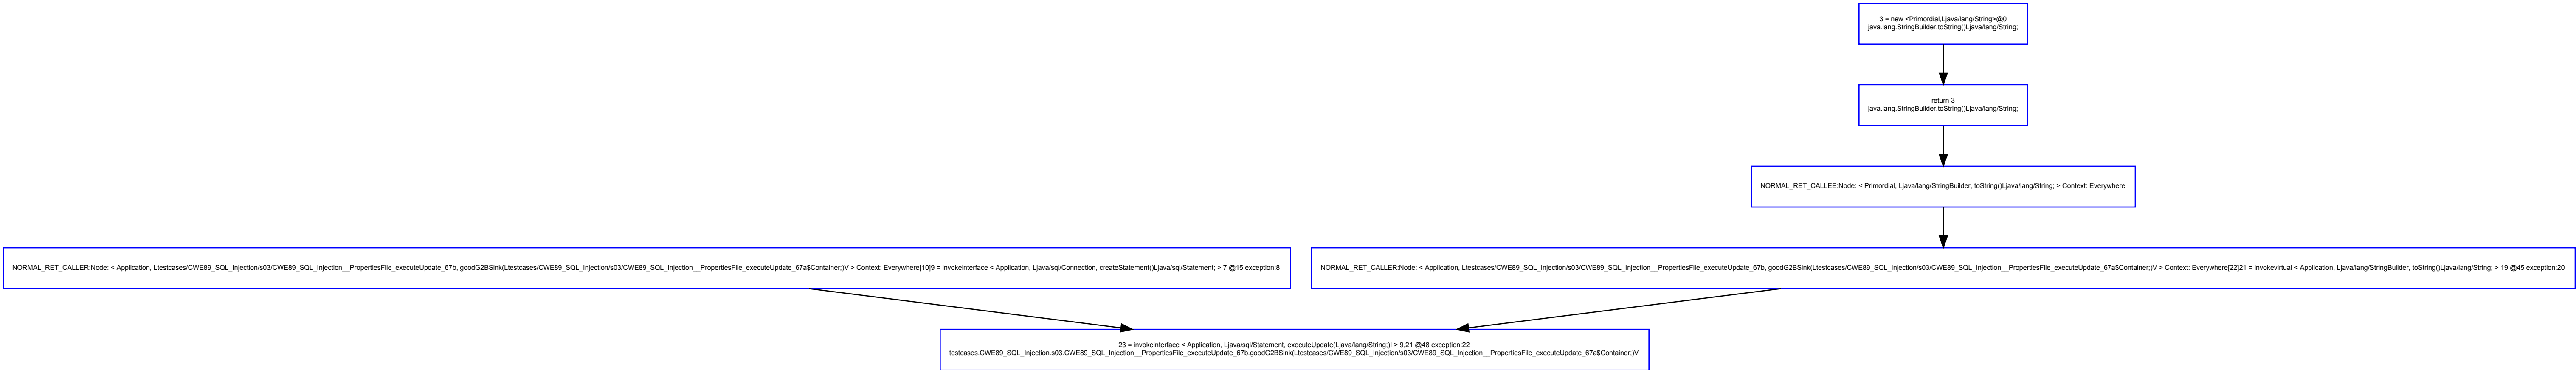 3 = new <Primordial,Ljava/lang/String>@0
java.lang.StringBuilder.toString()Ljava/lang/String;
return 3
java.lang.StringBuilder.toString()Ljava/lang/String;
NORMAL_RET_CALLEE:Node: < Primordial, Ljava/lang/StringBuilder, toString()Ljava/lang/String; > Context: Everywhere
NORMAL_RET_CALLER:Node: < Application, Ltestcases/CWE89_SQL_Injection/s03/CWE89_SQL_Injection__PropertiesFile_executeUpdate_67b, goodG2BSink(Ltestcases/CWE89_SQL_Injection/s03/CWE89_SQL_Injection__PropertiesFile_executeUpdate_67a$Container;)V > Context: Everywhere[10]9 = invokeinterface < Application, Ljava/sql/Connection, createStatement()Ljava/sql/Statement; > 7 @15 exception:8
NORMAL_RET_CALLER:Node: < Application, Ltestcases/CWE89_SQL_Injection/s03/CWE89_SQL_Injection__PropertiesFile_executeUpdate_67b, goodG2BSink(Ltestcases/CWE89_SQL_Injection/s03/CWE89_SQL_Injection__PropertiesFile_executeUpdate_67a$Container;)V > Context: Everywhere[22]21 = invokevirtual < Application, Ljava/lang/StringBuilder, toString()Ljava/lang/String; > 19 @45 exception:20
23 = invokeinterface < Application, Ljava/sql/Statement, executeUpdate(Ljava/lang/String;)I > 9,21 @48 exception:22
testcases.CWE89_SQL_Injection.s03.CWE89_SQL_Injection__PropertiesFile_executeUpdate_67b.goodG2BSink(Ltestcases/CWE89_SQL_Injection/s03/CWE89_SQL_Injection__PropertiesFile_executeUpdate_67a$Container;)V